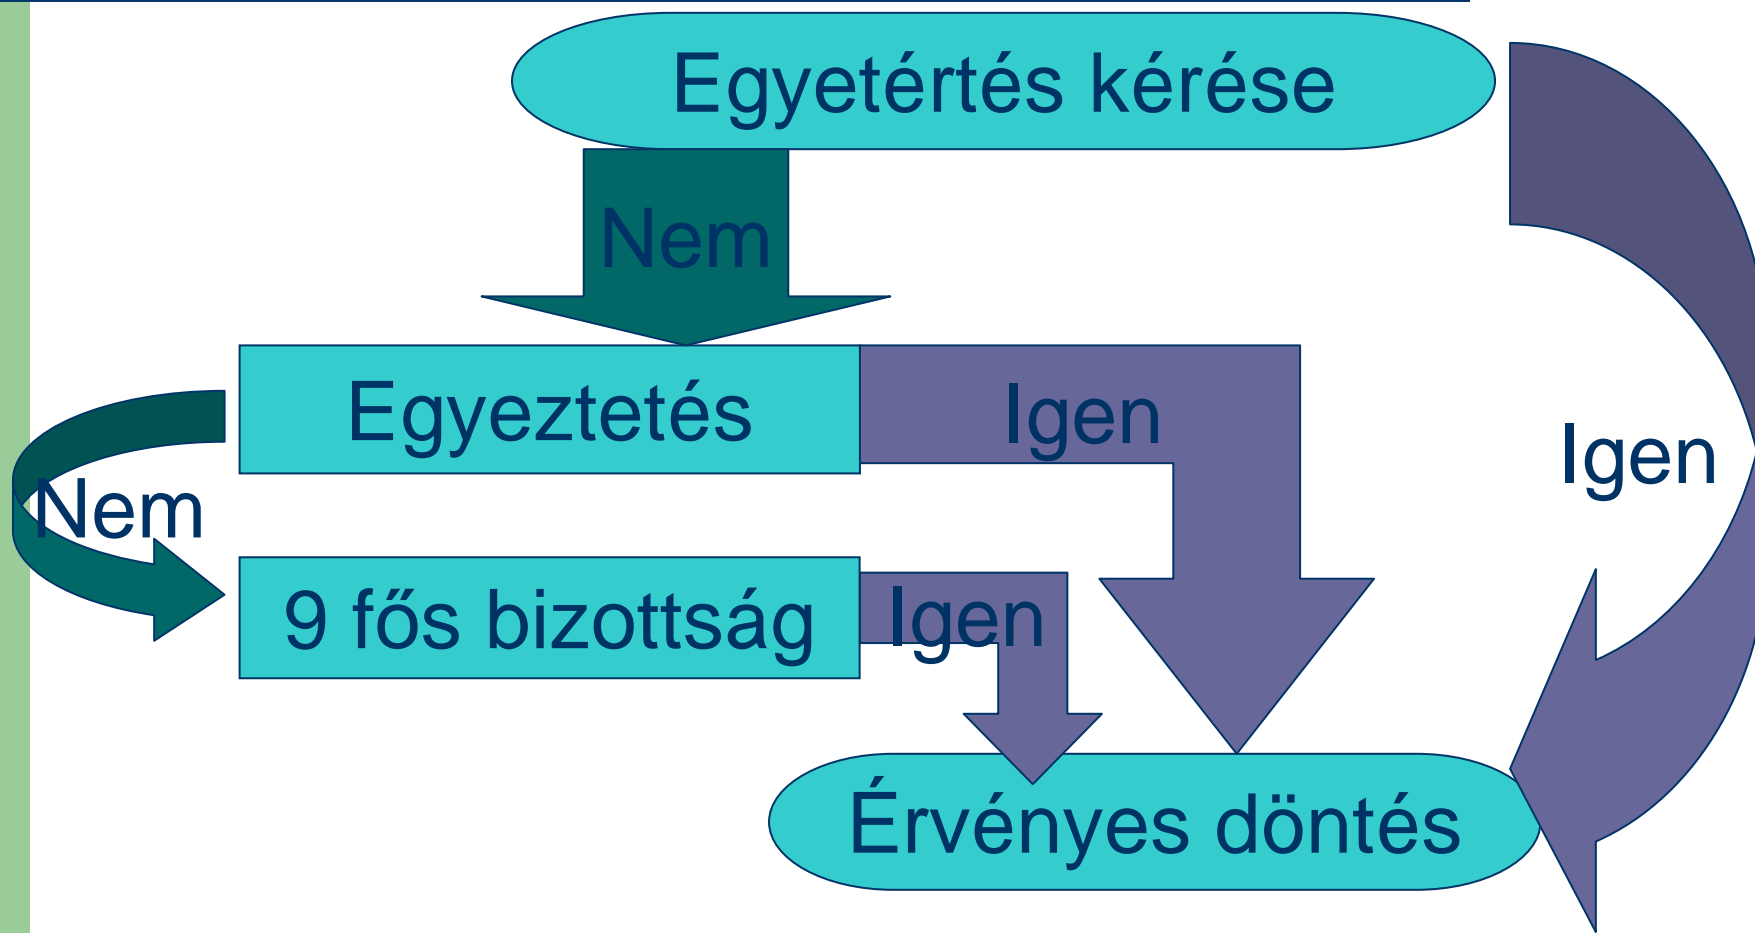 Egyetértés kérése
Nem
Egyeztetés
Igen
Igen
Nem
9 fős bizottság
Igen
Érvényes döntés